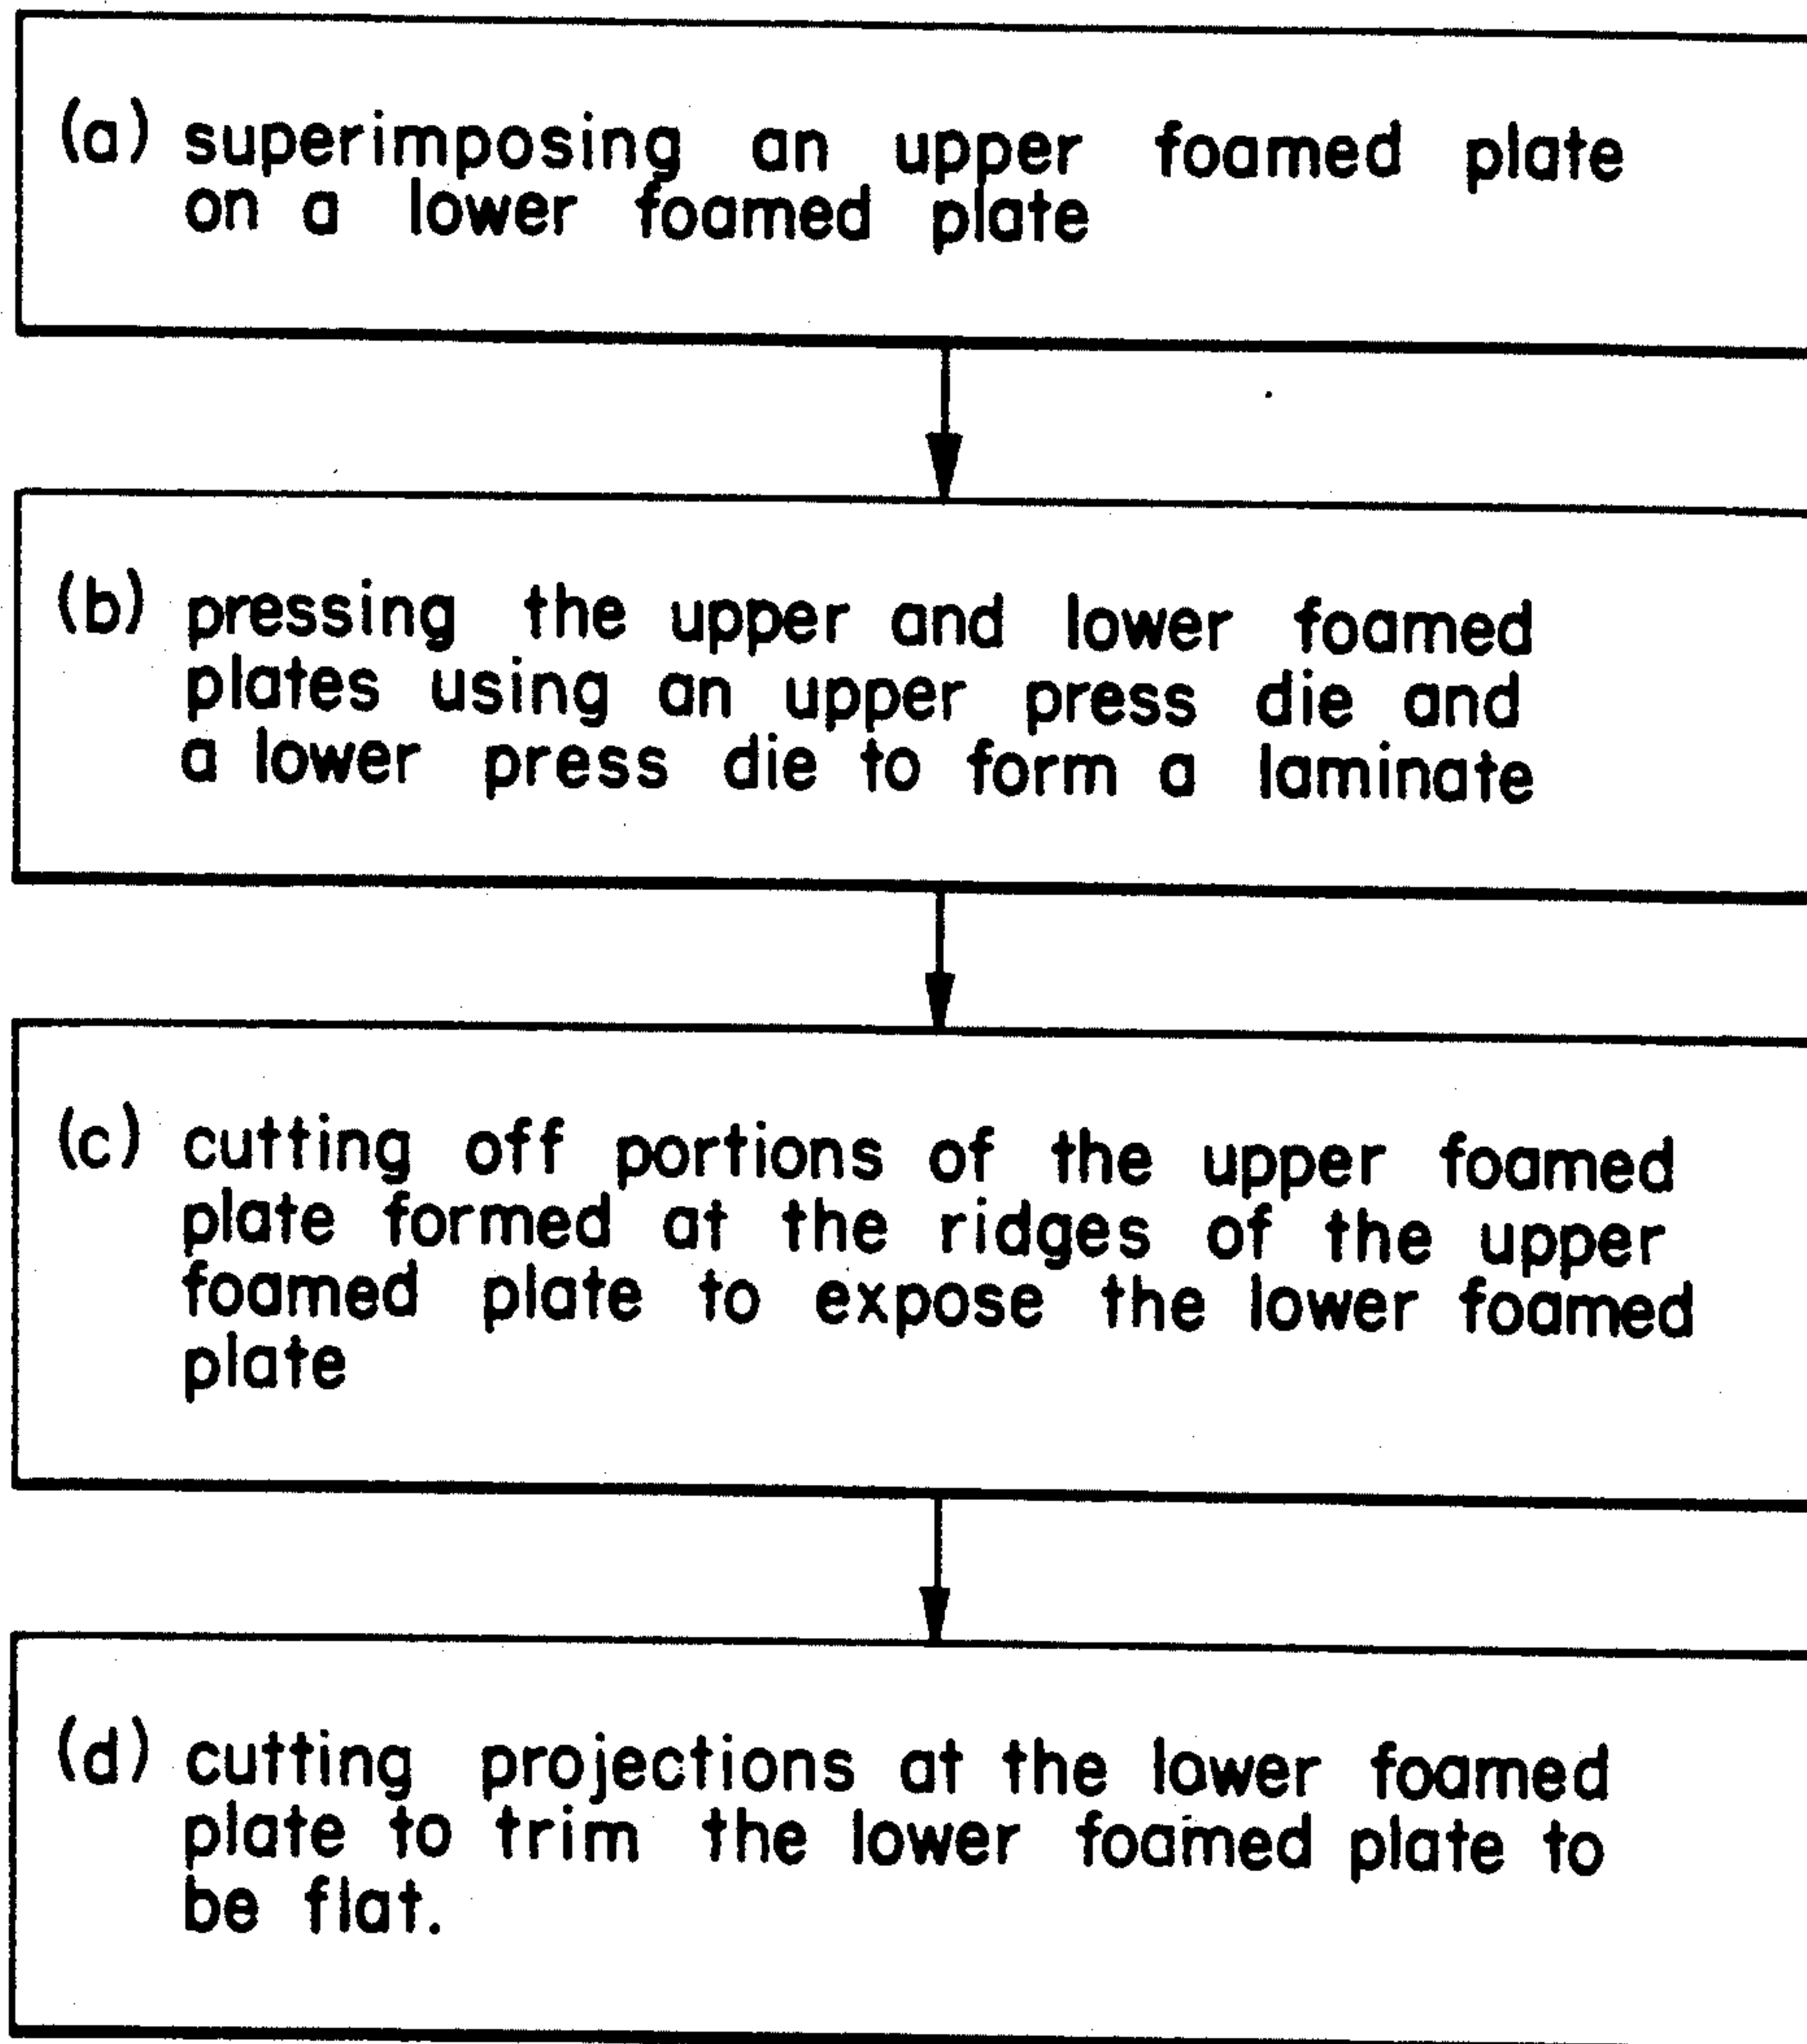 (a) superimposing an upper foamed plate
on a lower foamed plate
(b) pressing the upper and lower foamed
plates using an upper press die and
a lower press die to form a laminate
(c) cutting off portions of the upper foamed
plate formed at the ridges of the upper
foamed plate to expose the lower foamed
plate
(d) cutting projections at the lower foamed
plate to trim the lower foamed plate to
be flat.